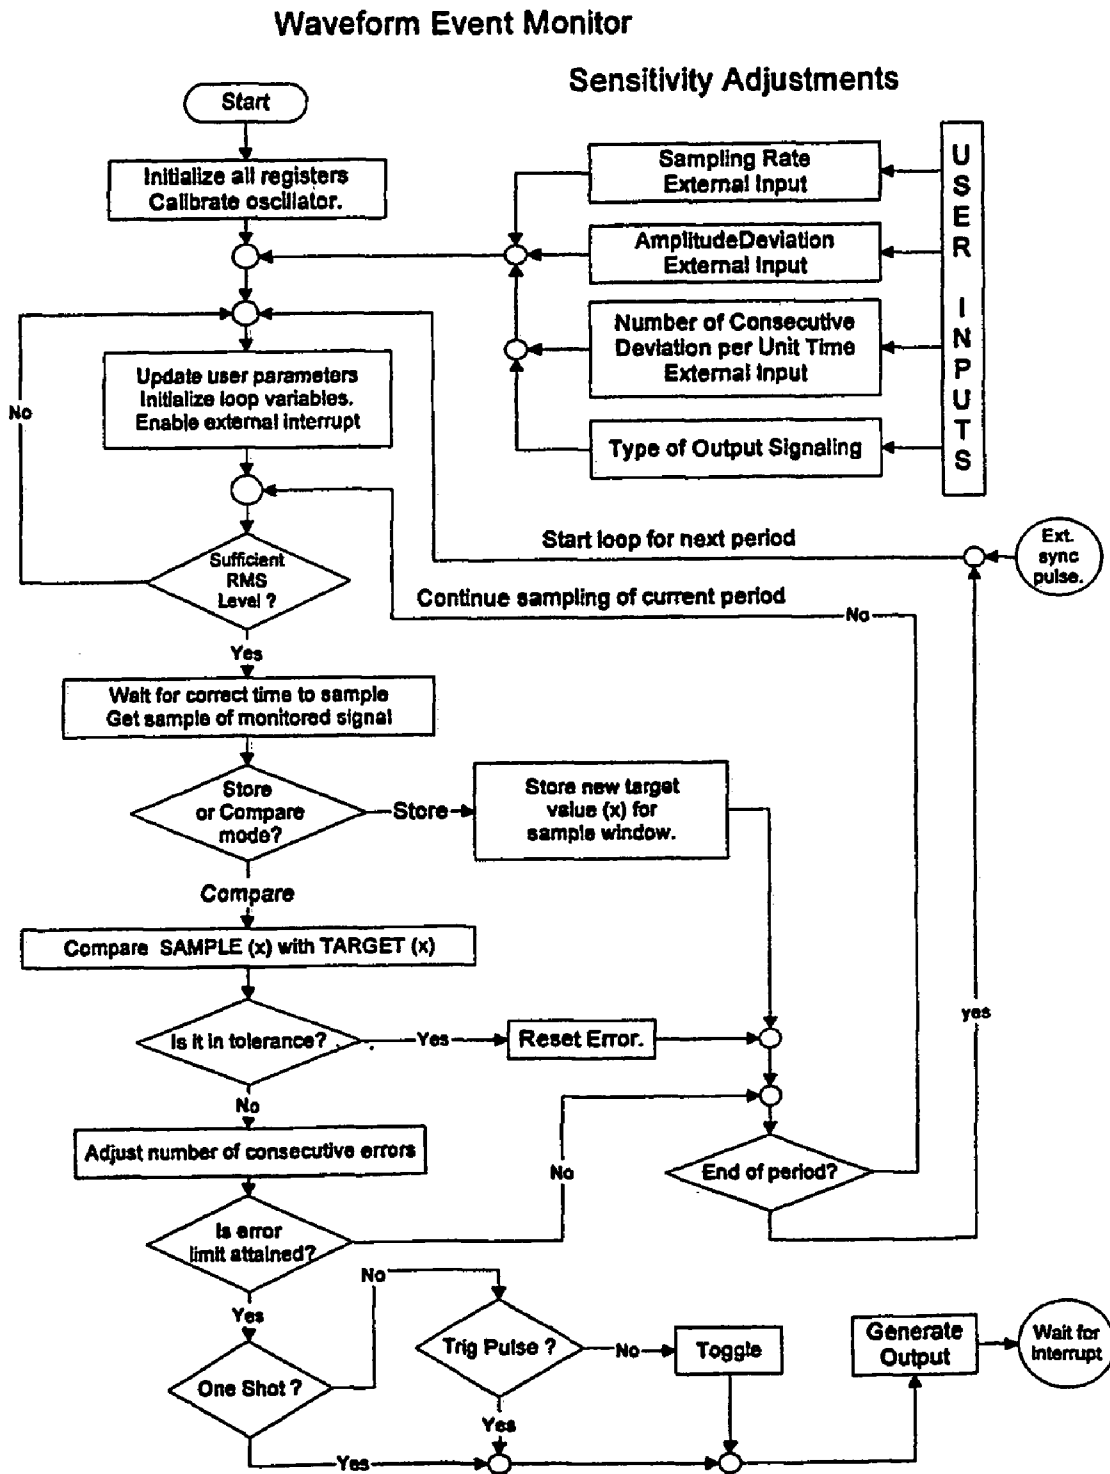 Waveform Event Monitor
Sensitivity Adjustments
Start
Initialize all registers
Calibrate oscillator.
Sampling Rate
External Input
AmplitudeDeviation
External Input
Number of Consecutive
Deviation per Unit Time
External Input
Type of Output Signaling
USER INPUTS
Update user parameters
Initialize loop variables.
Enable external interrupt
No
Sufficient
RMS
Level ?
Start loop for next period
Ext.
sync
pulse.
Continue sampling of current period
No
Yes
Wait for correct time to sample
Get sample of monitored signal
Store
or Compare
mode?
Store
Store new target
value (x) for
sample window.
Compare
Compare SAMPLE (x) with TARGET (x)
yes
Is it in tolerance?
Yes
Reset Error.
No
Adjust number of consecutive errors
No
End of period?
Is error
limit attained?
No
Yes
Trig Pulse ?
No
Toggle
Generate
Output
Wait for
Interrupt
One Shot ?
Yes
Yes